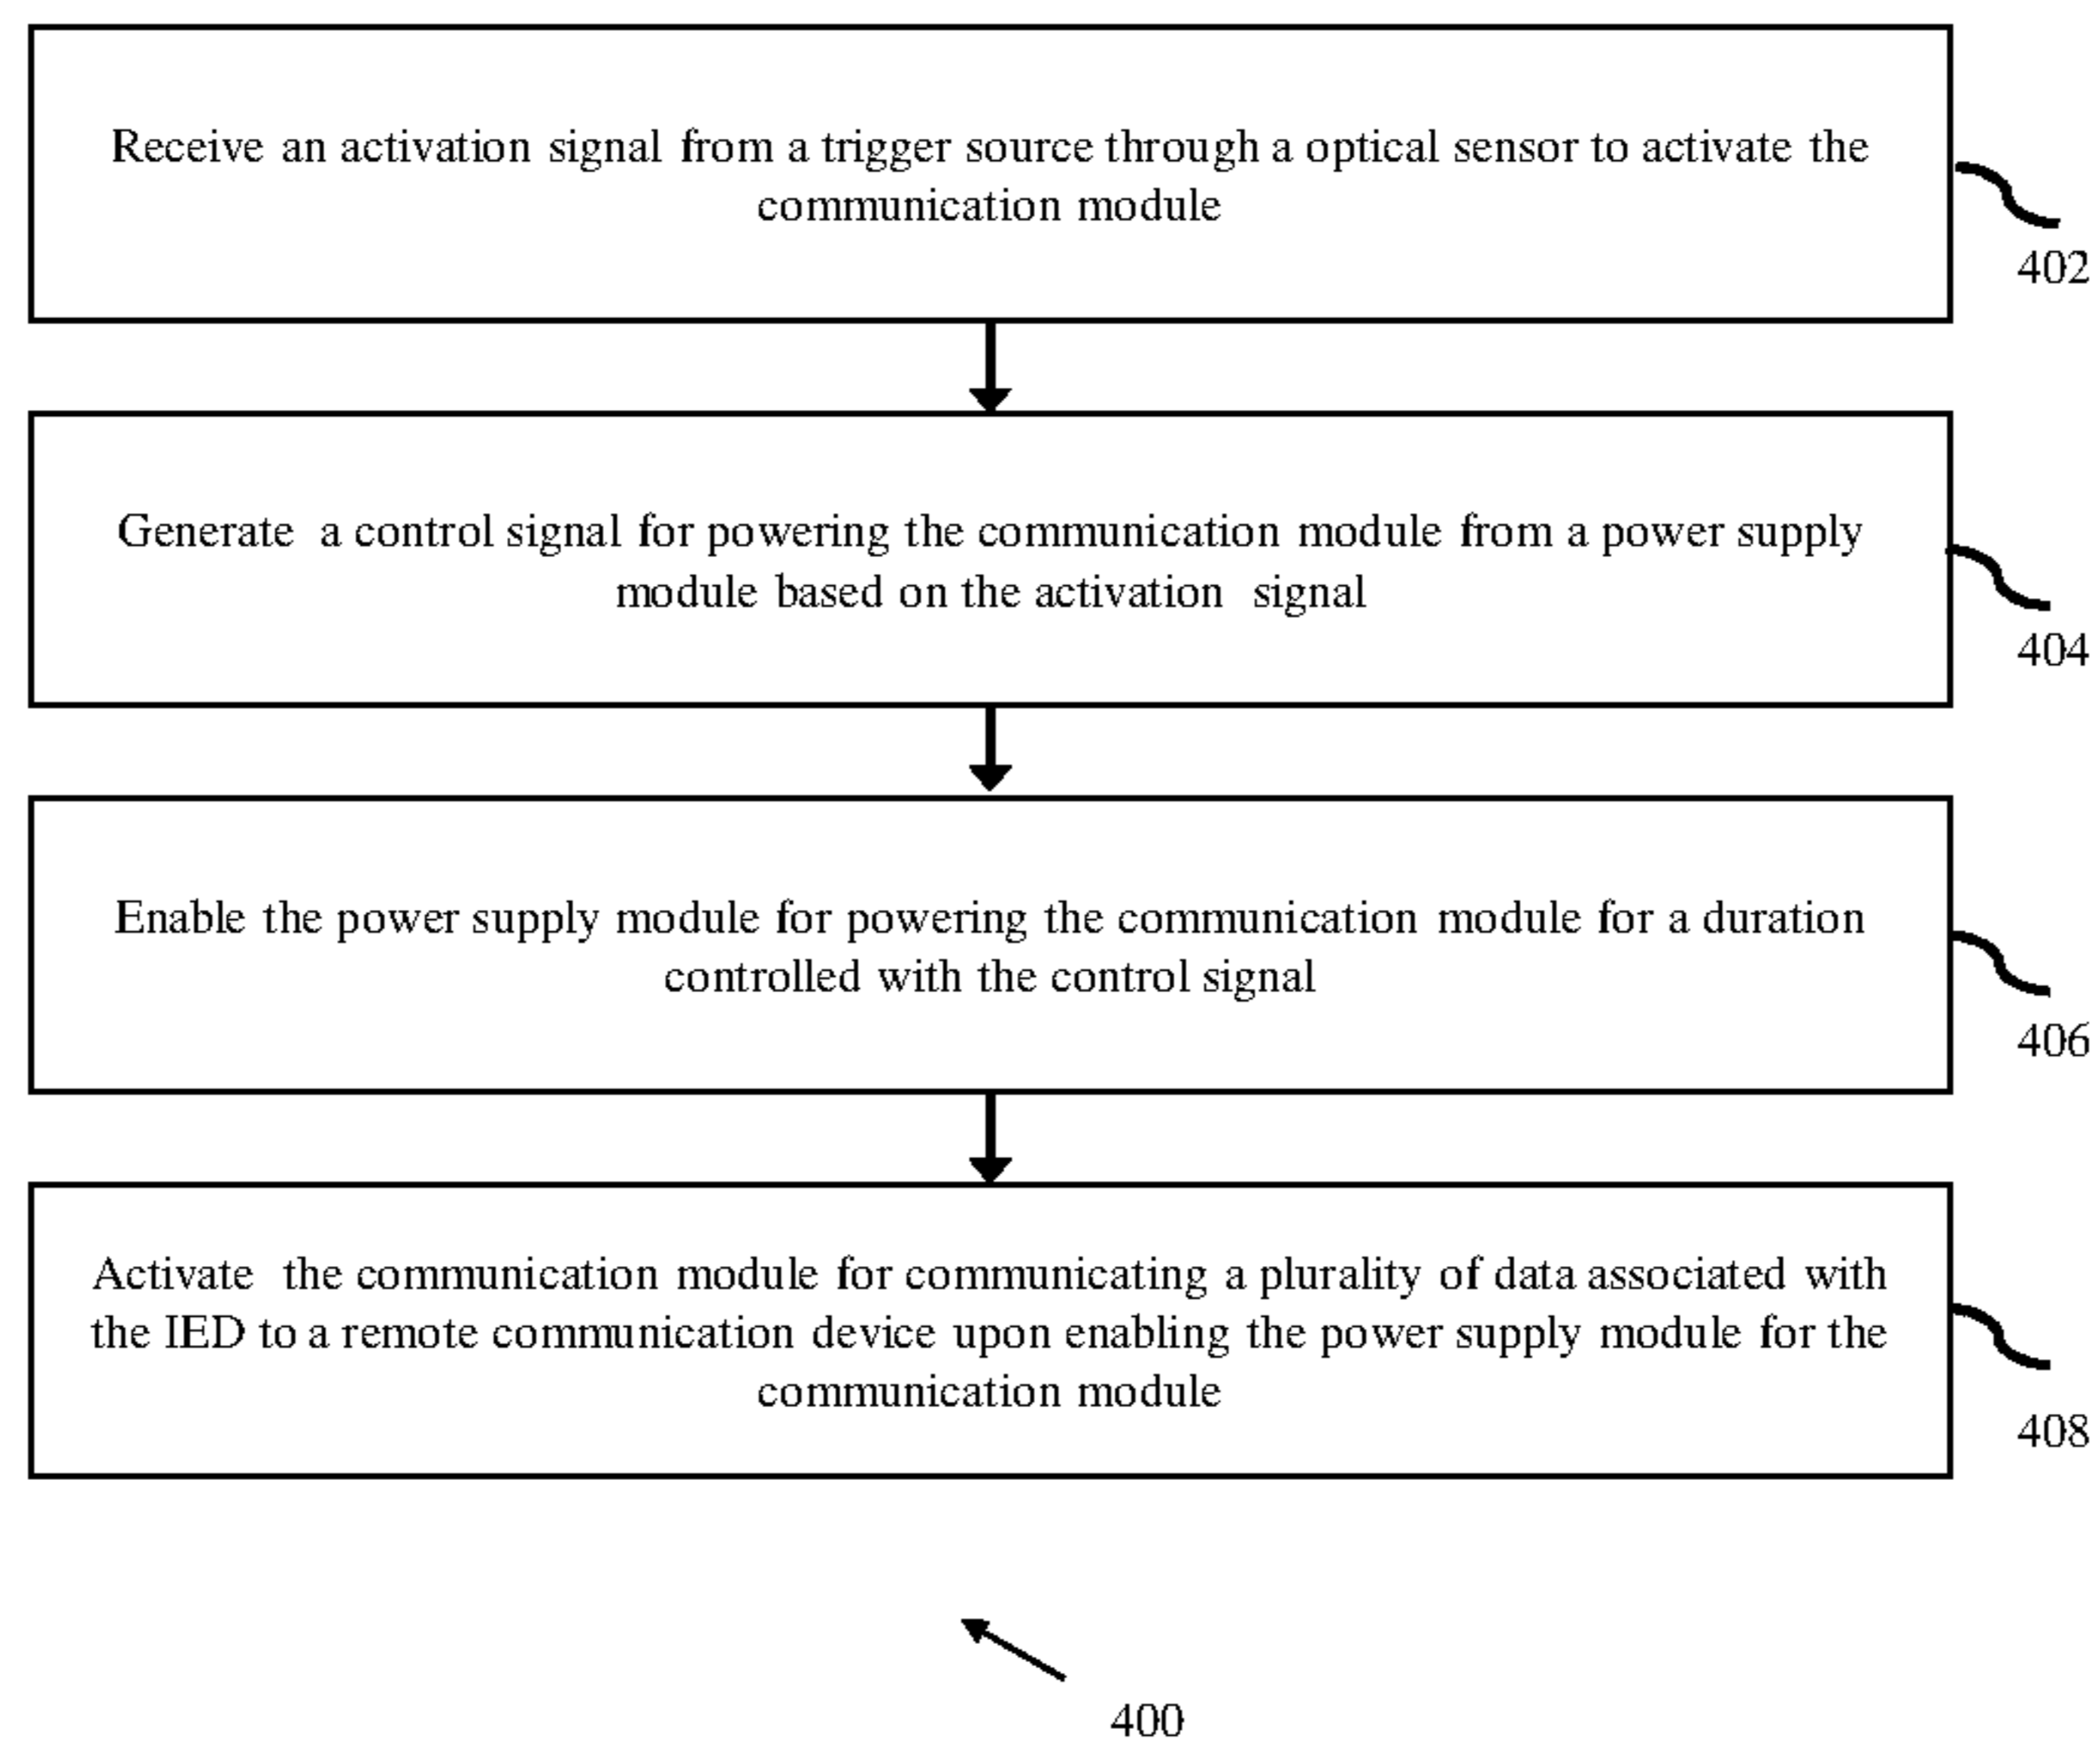 Receive an activation signal from a trigger source through a optical sensor to activate the
communication module
402
Generate a control signal for powering the communication module from a power supply
module based on the activation signal
404
Enable the power supply module for powering the communication module for a duration
controlled with the control signal
406
Activate the communication module for communicating a plurality of data associated with
the IED to a remote communication device upon enabling the power supply module for the
communication module
408
400